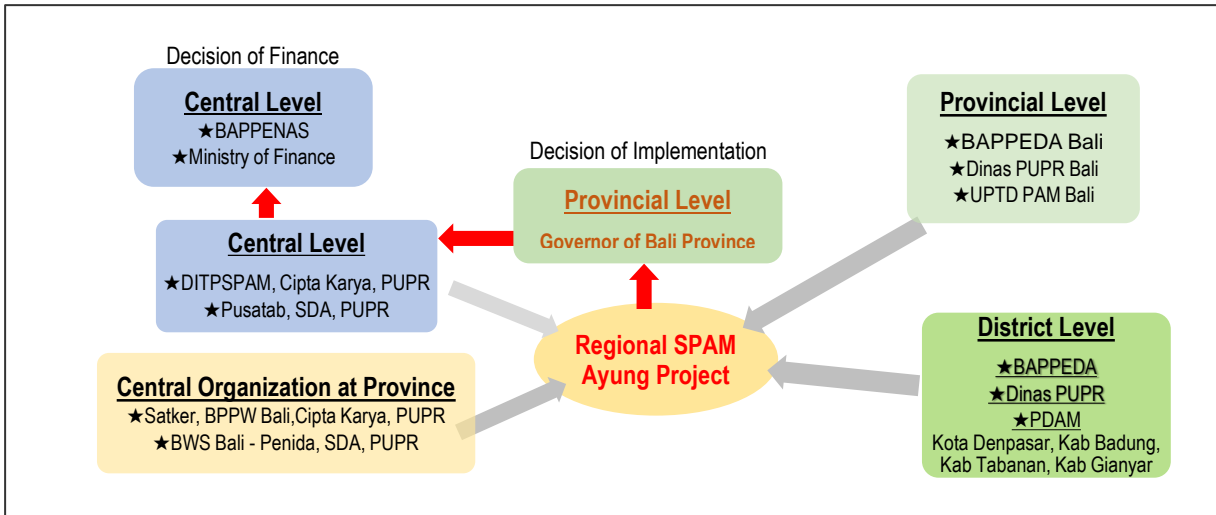 Decision of Finance
Central Level
★BAPPENAS
★Ministry of Finance
Central Level
★DITPSPAM, Cipta Karya, PUPR
★Pusatab, SDA, PUPR
Central Organization at Province
★Satker, BPPW Bali,Cipta Karya, PUPR
★BWS Bali - Penida, SDA, PUPR
Decision of Implementation
Provincial Level
Governor of Bali Province
Regional SPAM
Ayung Project
Provincial Level
★BAPPEDA Bali
★Dinas PUPR Bali
★UPTD PAM Bali
District Level
★BAPPEDA
★Dinas PUPR
★PDAM
Kota Denpasar, Kab Badung,
Kab Tabanan, Kab Gianyar